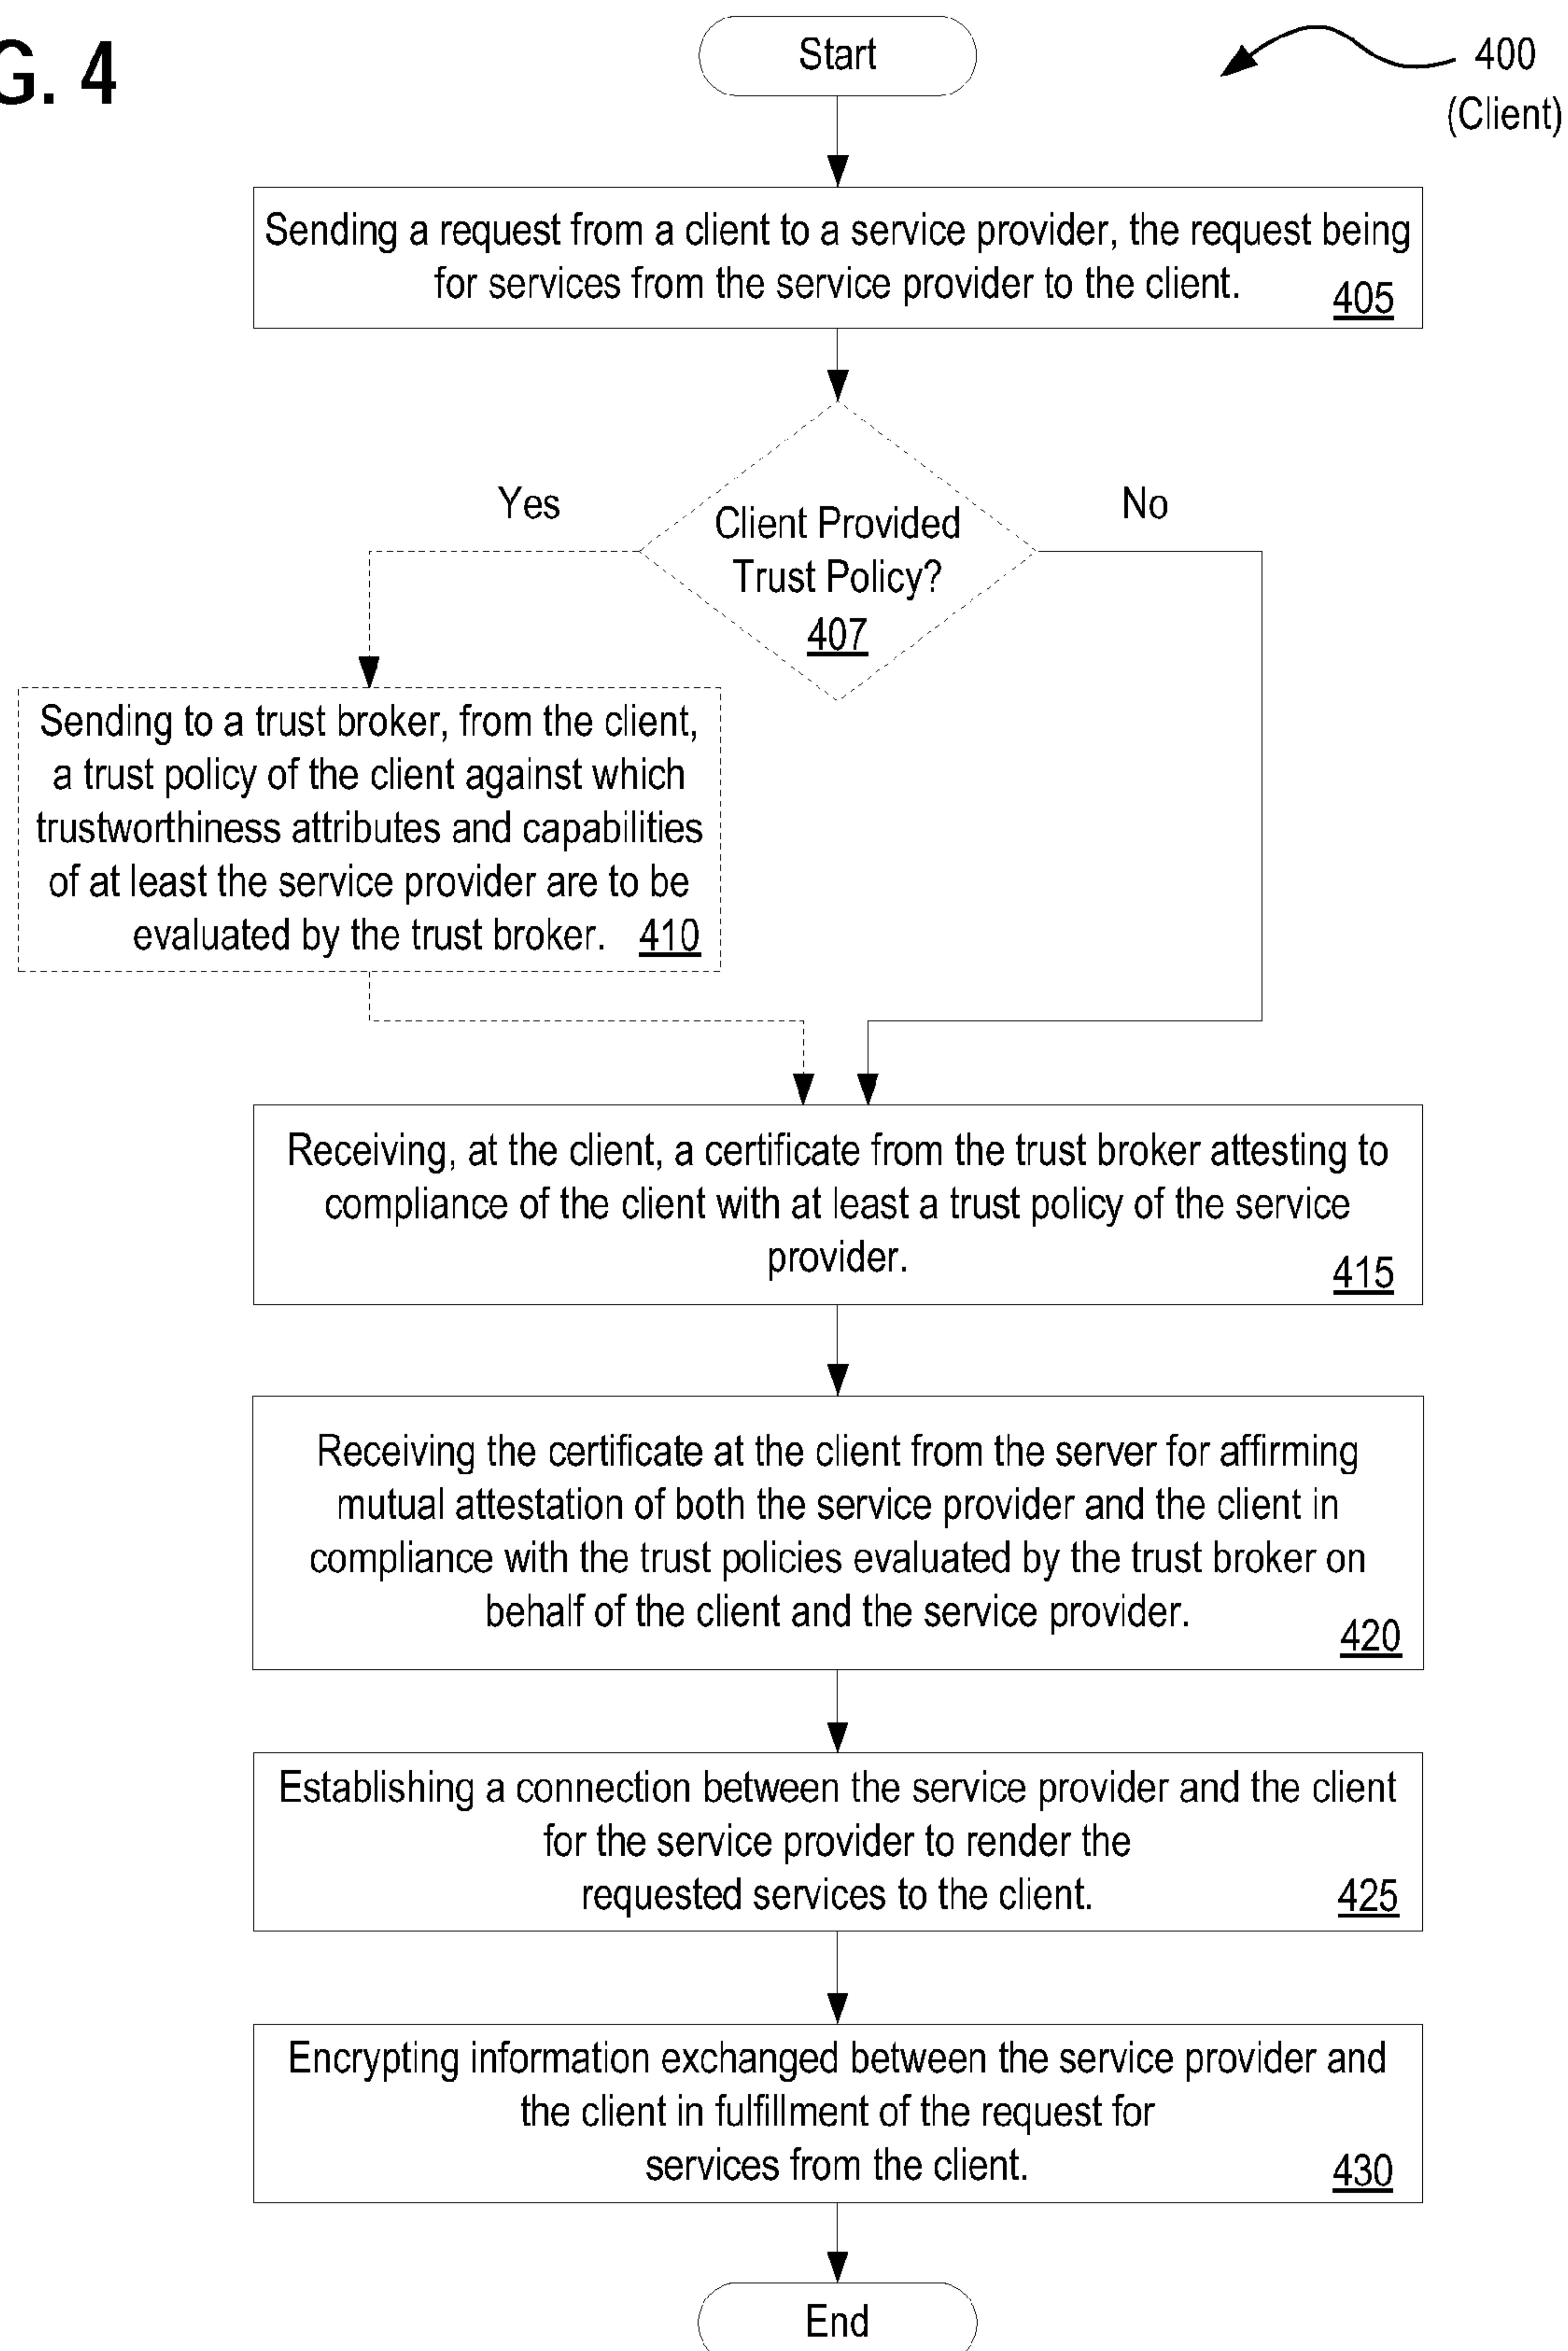 G. 4
Start
400
(Client)
Sending a request from a client to a service provider, the request being
for services from the service provider to the client.
405
Yes
No
Client Provided
Trust Policy?
407
Sending to a trust broker, from the client,
a trust policy of the client against which
trustworthiness attributes and capabilities
of at least the service provider are to be
evaluated by the trust broker. 410
Receiving, at the client, a certificate from the trust broker attesting to
compliance of the client with at least a trust policy of the service
provider.
415
Receiving the certificate at the client from the server for affirming
mutual attestation of both the service provider and the client in
compliance with the trust policies evaluated by the trust broker on
behalf of the client and the service provider.
420
Establishing a connection between the service provider and the client
for the service provider to render the
requested services to the client.
425
Encrypting information exchanged between the service provider and
the client in fulfillment of the request for
services from the client.
430
End